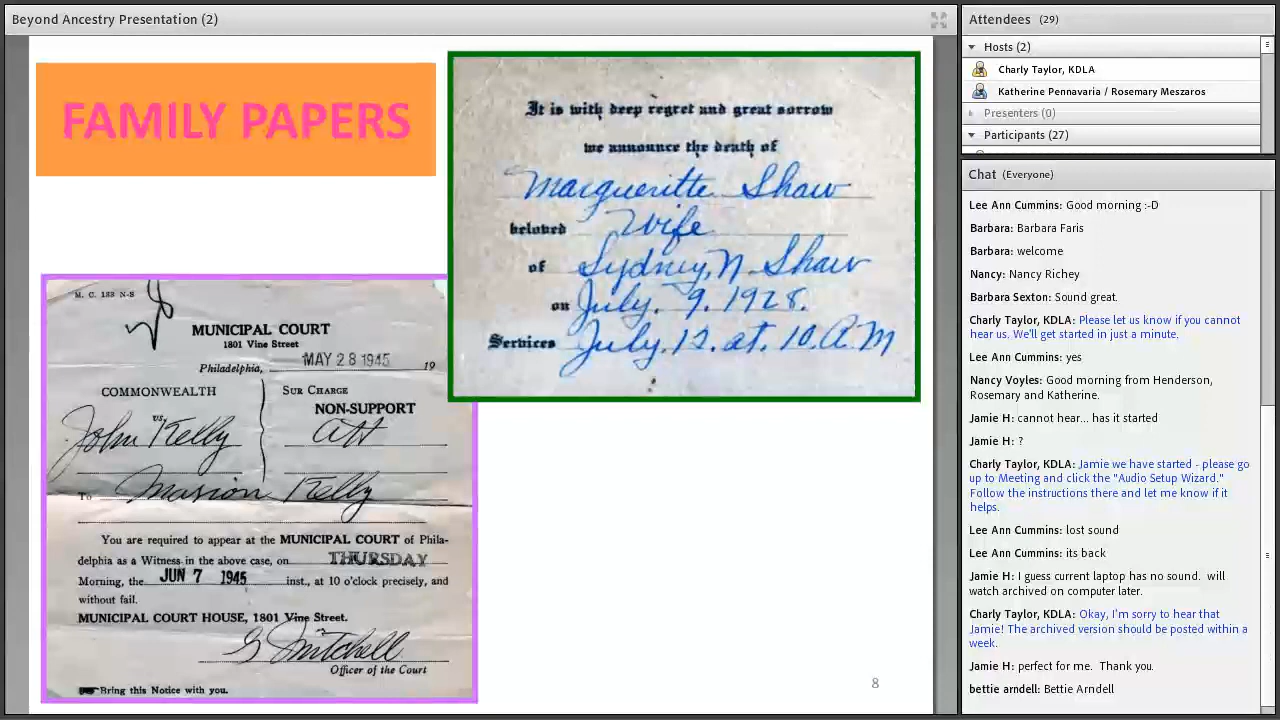 Beyond Ancestry Presentation (2)
FAMILY PAPERS
It is with deep regret and great sorrow
we announce the death of
Margueritte Shaw
beloved Wife
of Sydney N. Shaw
on July. 9. 1928.
Services July. 12. at. 10. A.M
M. C. 133 N-S
MUNICIPAL COURT
1801 Vine Street
Philadelphia, MAY 28 1945 19
COMMONWEALTH
vs.
John Kelly
SUR CHARGE
NON-SUPPORT
To Marion Kelly
You are required to appear at the MUNICIPAL COURT of Phila-
delphia as a Witness in the above case, on THURSDAY
Morning, the JUN 7 1945 inst., at 10 o'clock precisely, and
without fail.
MUNICIPAL COURT HOUSE, 1801 Vine Street.
Mitchell
Officer of the Court
Bring this Notice with you.
8
Attendees (29)
Hosts (2)
Charly Taylor, KDLA
Katherine Pennavaria / Rosemary Meszaros
Presenters (0)
Participants (27)
Chat (Everyone)
Lee Ann Cummins: Good morning :-D
Barbara: Barbara Faris
Barbara: welcome
Nancy: Nancy Richey
Barbara Sexton: Sound great.
Charly Taylor, KDLA: Please let us know if you cannot
hear us. We'll get started in just a minute.
Lee Ann Cummins: yes
Nancy Voyles: Good morning from Henderson,
Rosemary and Katherine.
Jamie H: cannot hear... has it started
Jamie H: ?
Charly Taylor, KDLA: Jamie we have started - please go
up to Meeting and click the "Audio Setup Wizard."
Follow the instructions there and let me know if it
helps.
Lee Ann Cummins: lost sound
Lee Ann Cummins: its back
Jamie H: I guess current laptop has no sound. will
watch archived on computer later.
Charly Taylor, KDLA: Okay, I'm sorry to hear that
Jamie! The archived version should be posted within a
week.
Jamie H: perfect for me. Thank you.
bettie arndell: Bettie Arndell